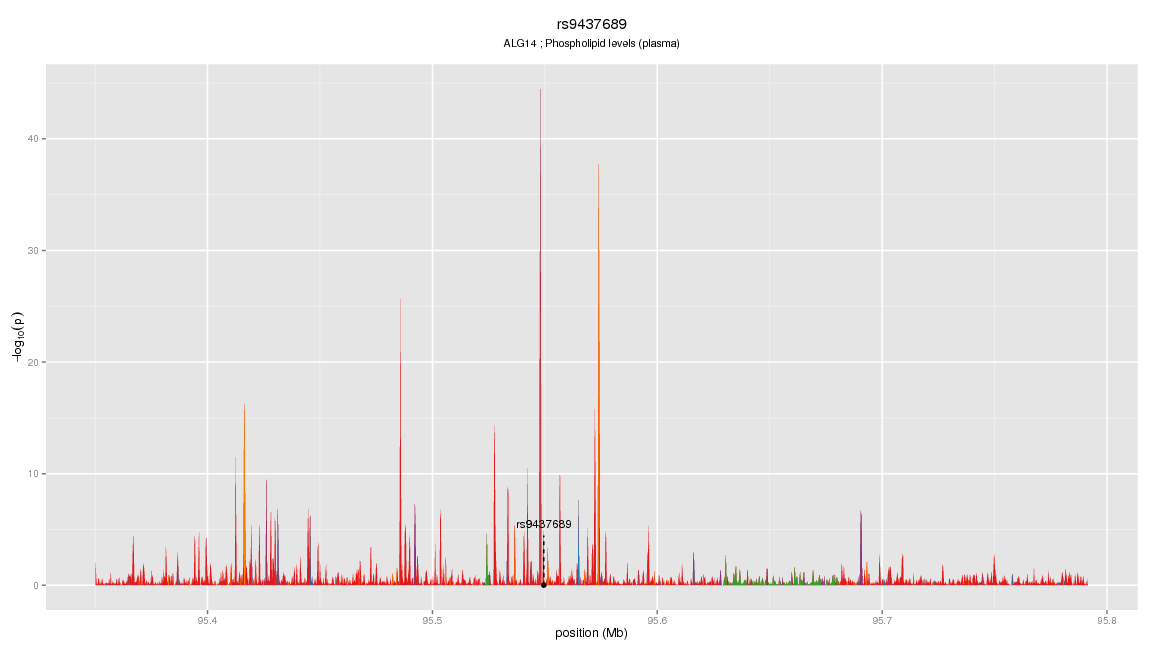 rs9437689
ALG14 ; Phospholipid levels (plasma)
−log10(p)
40
30
20
10
0
rs9437689
95.4 95.5 95.6 95.7 95.8
position (Mb)